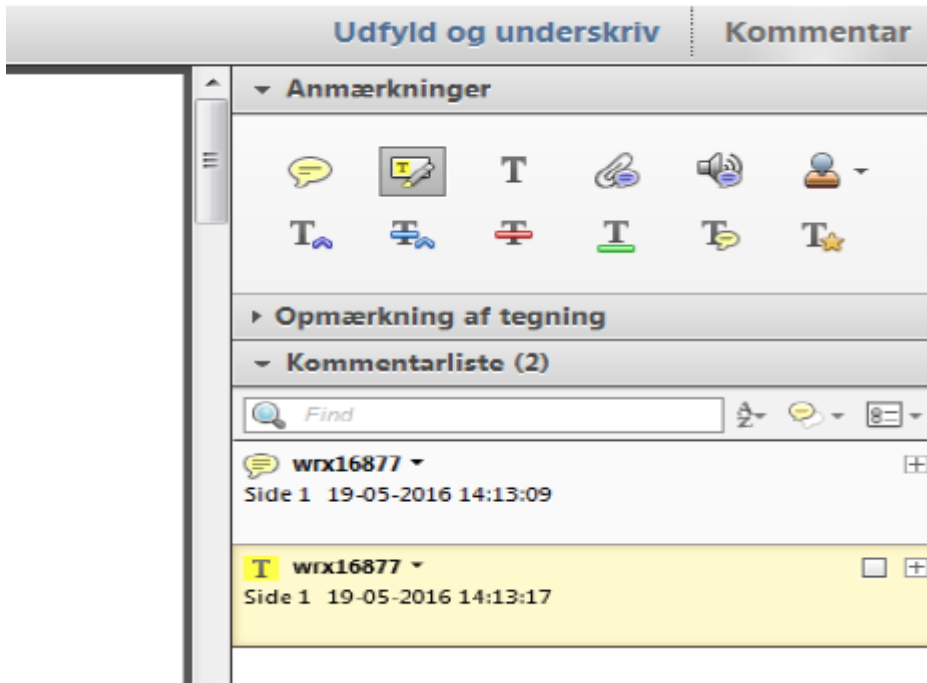 Udfyld og underskriv Kommentar
Anmærkninger
Opmærkning af tegning
Kommentarliste (2)
Find
wrx16877
Side 1 19-05-2016 14:13:09
wrx16877
Side 1 19-05-2016 14:13:17